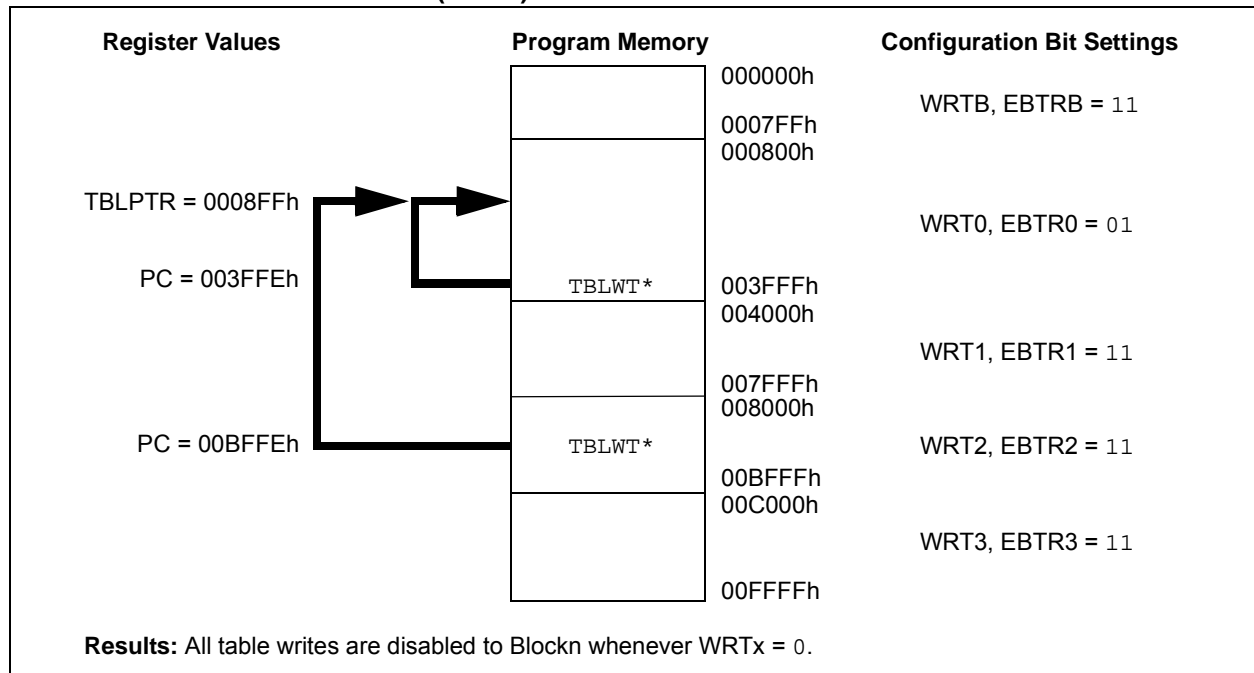 Register Values Program Memory Configuration Bit Settings
000000h
WRTB, EBTRB = 11
0007FFh
000800h
TBLPTR = 0008FFh
WRT0, EBTR0 = 01
PC = 003FFEh TBLWT* 003FFFh
004000h
WRT1, EBTR1 = 11
007FFFh
008000h
PC = 00BFFEh TBLWT* WRT2, EBTR2 = 11
00BFFFh
00C000h
WRT3, EBTR3 = 11
00FFFFh
Results: All table writes are disabled to Blockn whenever WRTx = 0.